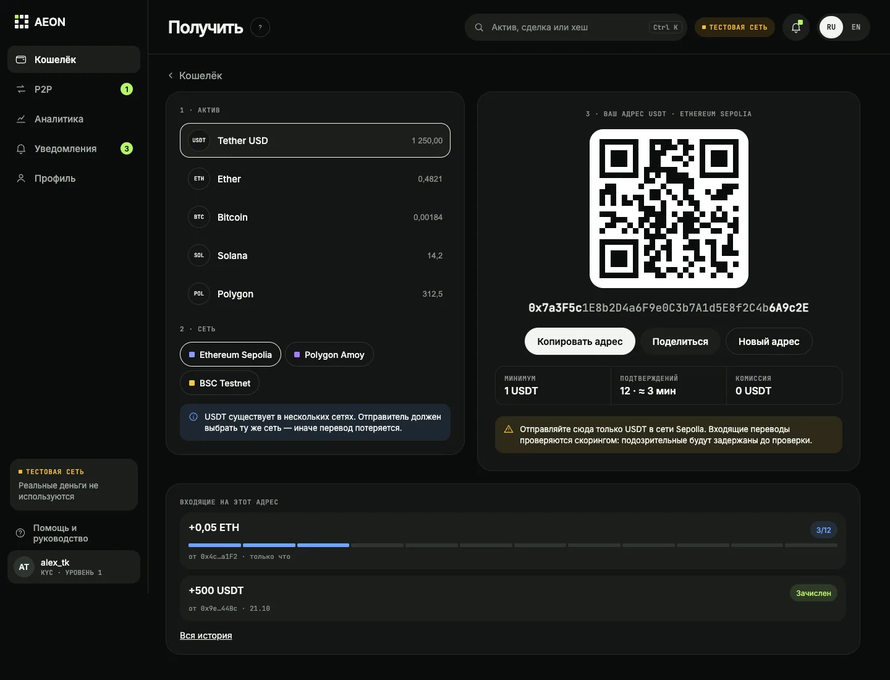 AEON
Кошелёк
P2P
1
Аналитика
Уведомления
3
Профиль
ТЕСТОВАЯ СЕТЬ
Реальные деньги не
используются
Помощь и
руководство
AT
alex_tk
KYC · УРОВЕНЬ 1
Получить
?
Актив, сделка или хеш
Ctrl K
ТЕСТОВАЯ СЕТЬ
RU
EN
Кошелёк
1 · АКТИВ
USDT Tether USD 1 250,00
ETH Ether 0,4821
BTC Bitcoin 0,00184
SOL Solana 14,2
POL Polygon 312,5
2 · СЕТЬ
Ethereum Sepolia
Polygon Amoy
BSC Testnet
USDT существует в нескольких сетях. Отправитель должен
выбрать ту же сеть — иначе перевод потеряется.
3 · ВАШ АДРЕС USDT · ETHEREUM SEPOLIA
0x7a3F5c1E8b2D4a6F9e0C3b7A1d5E8f2C4b6A9c2E
Копировать адрес
Поделиться
Новый адрес
МИНИМУМ
1 USDT
ПОДТВЕРЖДЕНИЙ
12 · ≈ 3 мин
КОМИССИЯ
0 USDT
Отправляйте сюда только USDT в сети Sepolia. Входящие переводы
проверяются скорингом: подозрительные будут задержаны до проверки.
ВХОДЯЩИЕ НА ЭТОТ АДРЕС
+0,05 ETH
3/12
от 0x4c…a1F2 · только что
+500 USDT
Зачислен
от 0x9e…448c · 21.10
Вся история